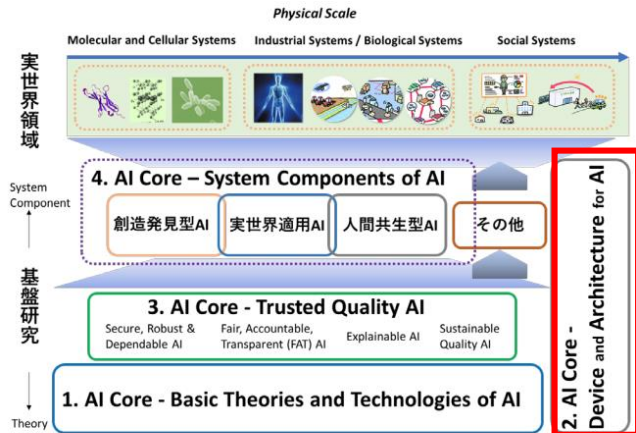 Physical Scale
Molecular and Cellular Systems
Industrial Systems / Biological Systems
Social Systems
実世界領域
4. AI Core – System Components of AI
System
Component
創造発見型AI
実世界適用AI
人間共生型AI
その他
基盤研究
3. AI Core - Trusted Quality AI
Secure, Robust &
Dependable AI
Fair, Accountable,
Transparent (FAT) AI
Explainable AI
Sustainable
Quality AI
1. AI Core - Basic Theories and Technologies of AI
Theory
2. AI Core -
Device and Architecture for AI